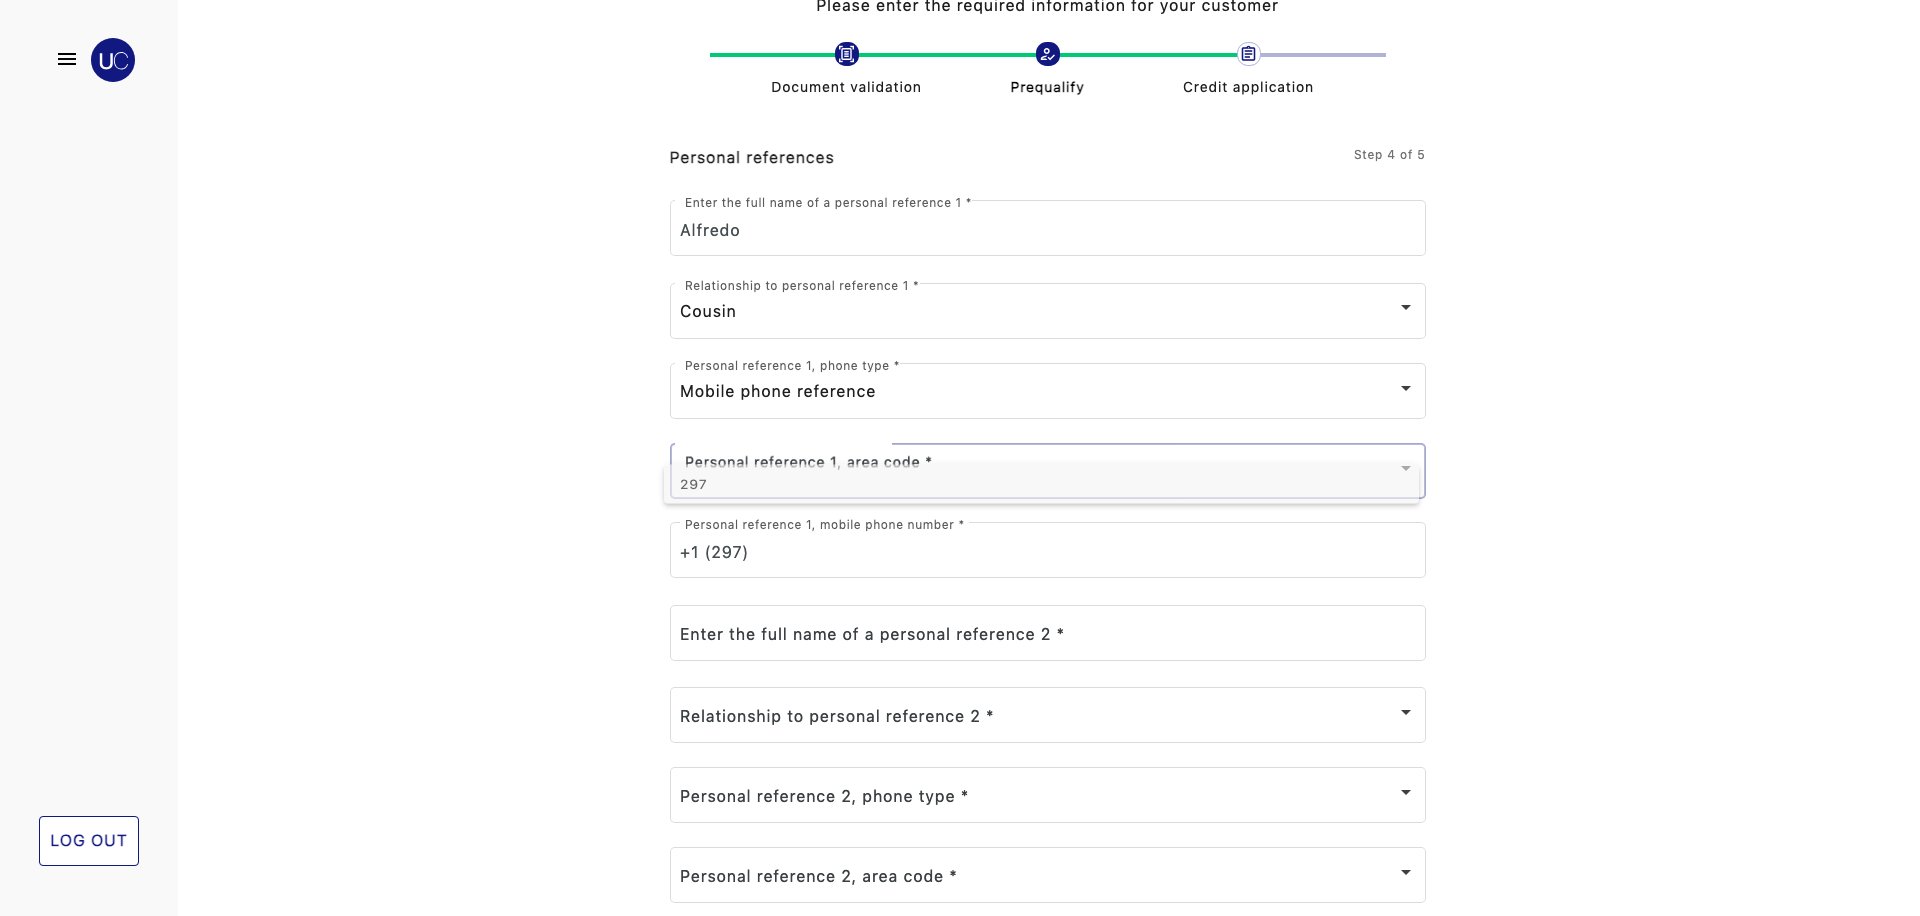 Please enter the required information for your customer
UC
Document validation
Prequalify
Credit application
Personal references
Step 4 of 5
Enter the full name of a personal reference 1 *
Alfredo
Relationship to personal reference 1 *
Cousin
Personal reference 1, phone type *
Mobile phone reference
Personal reference 1, area code *
297
Personal reference 1, mobile phone number *
+1 (297)
Enter the full name of a personal reference 2 *
Relationship to personal reference 2 *
Personal reference 2, phone type *
LOG OUT
Personal reference 2, area code *